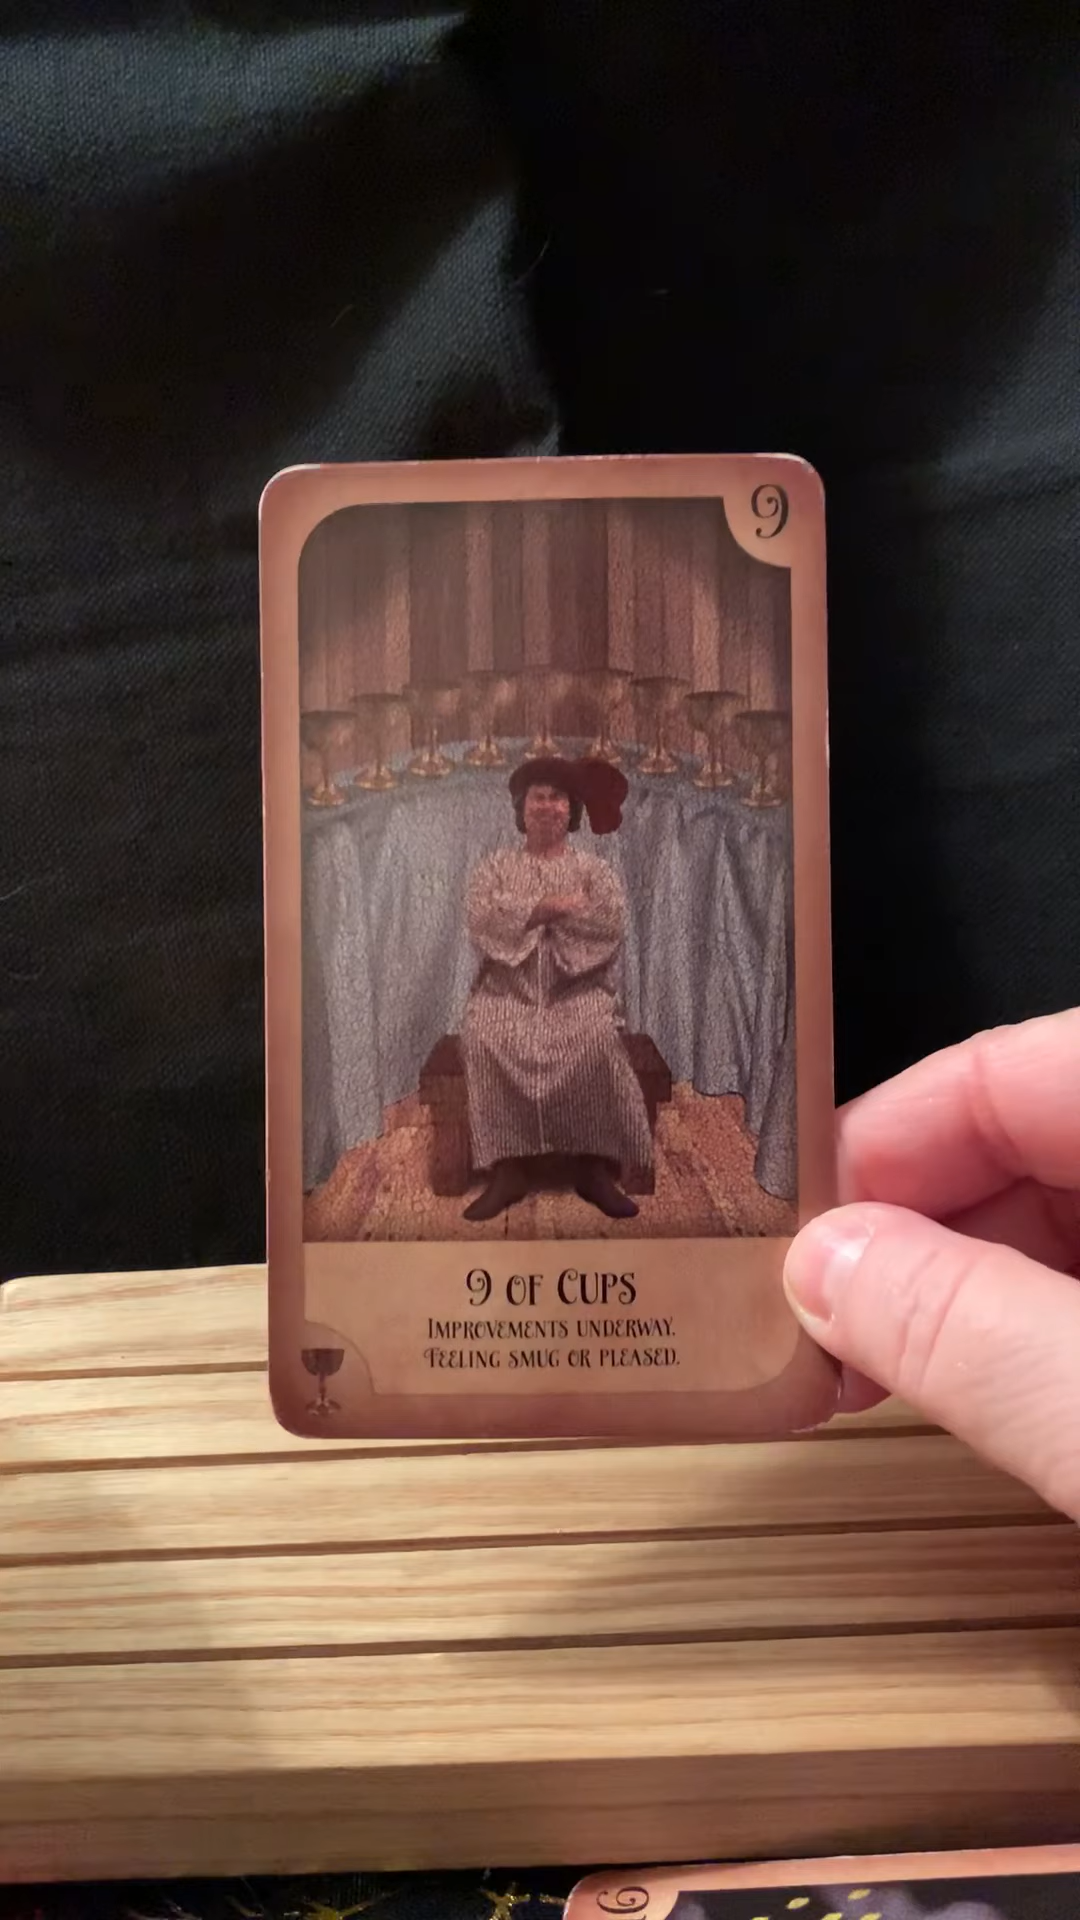 9
9 OF CUPS
IMPROVEMENTS UNDERWAY.
FEELING SMUG OR PLEASED.